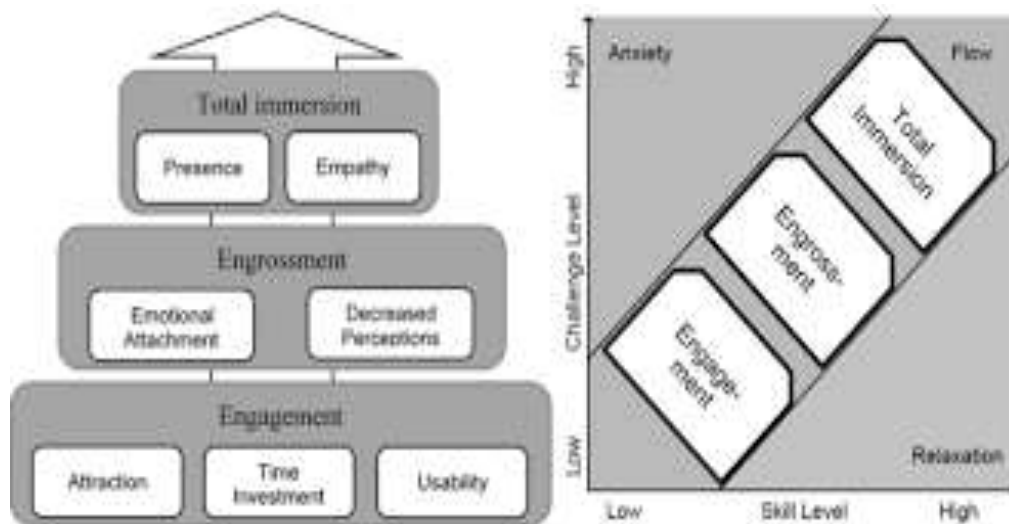 Total immersion
Presence
Empathy
Engrossment
Emotional
Attachment
Decreased
Perceptions
Engagement
Attraction
Time
Investment
Usability
High
Challenge Level
Low
Anxiety
Flow
Total
Immersion
Engross-
ment
Engage-
ment
Relaxation
Low
Skill Level
High